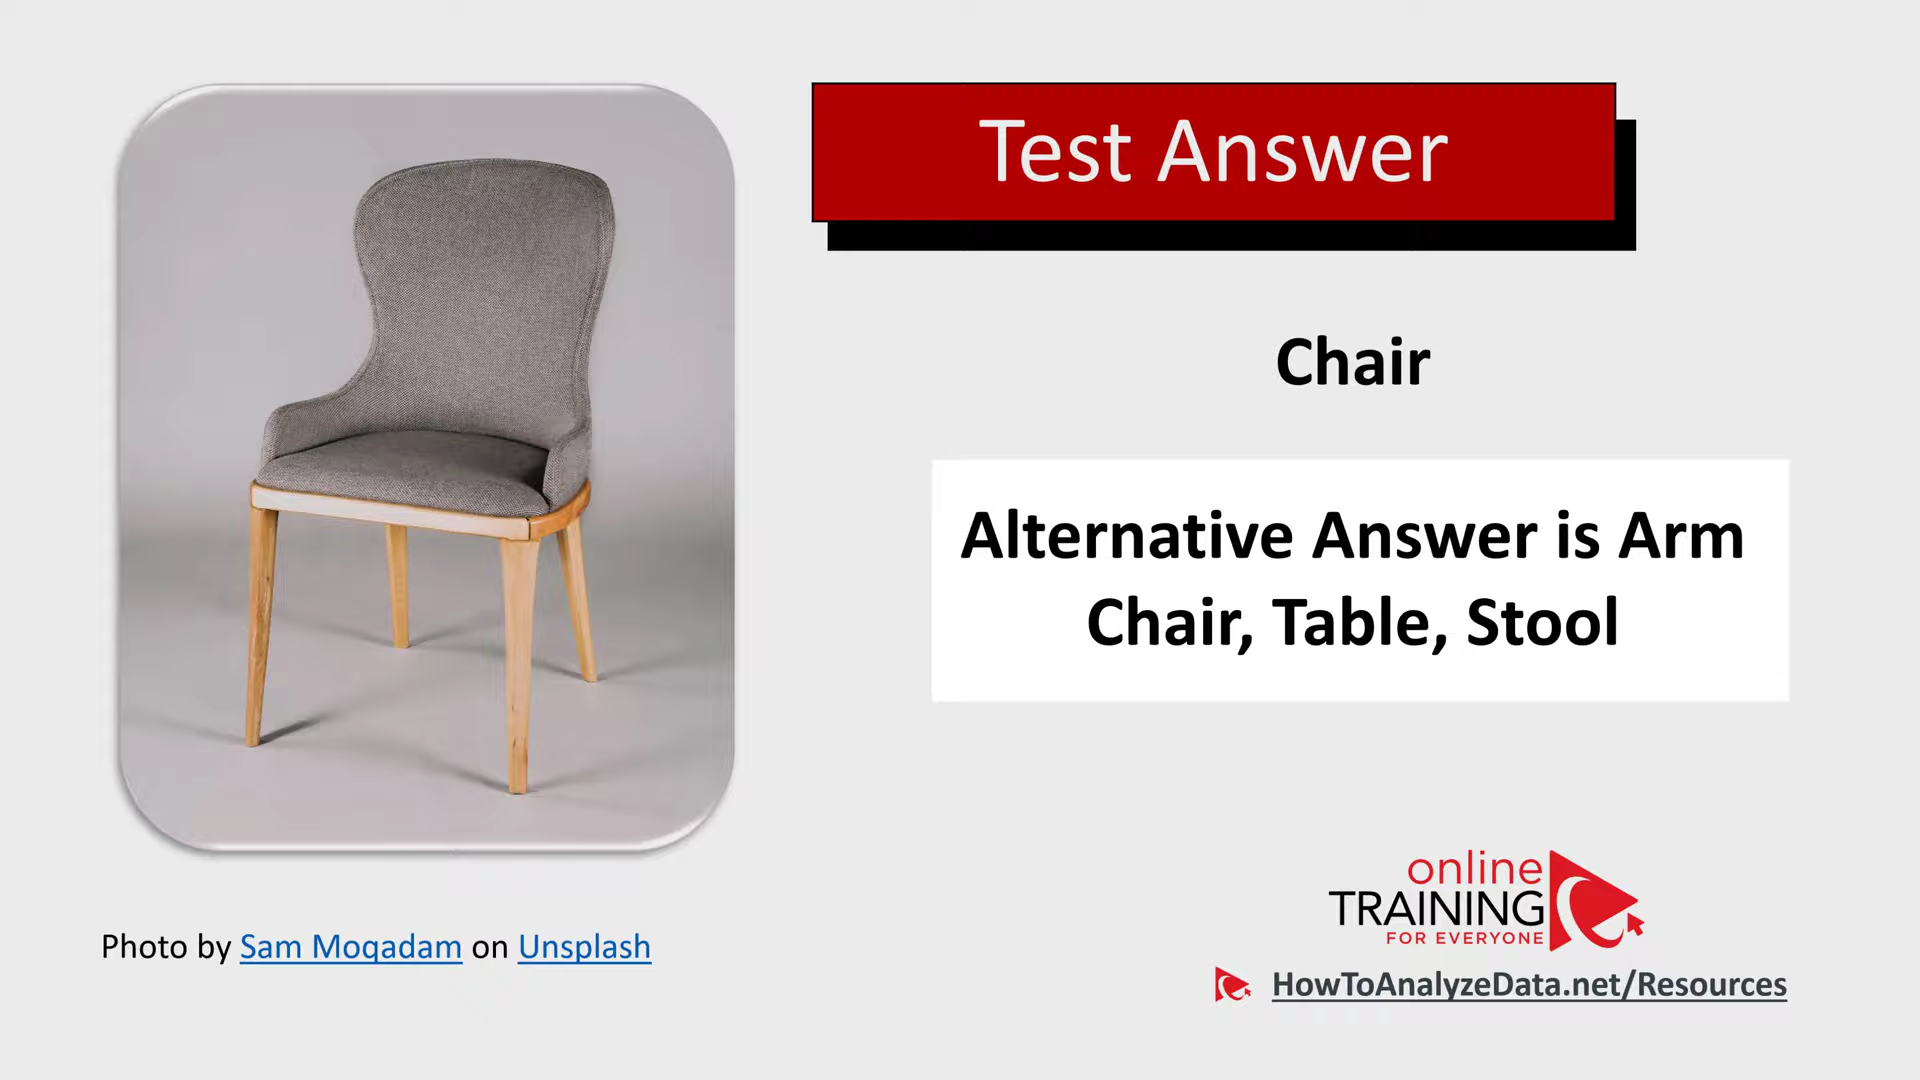 Test Answer
Chair
Alternative Answer is Arm
Chair, Table, Stool
Photo by Sam Moqadam on Unsplash
online
TRAINING
FOR EVERYONE
HowToAnalyzeData.net/Resources